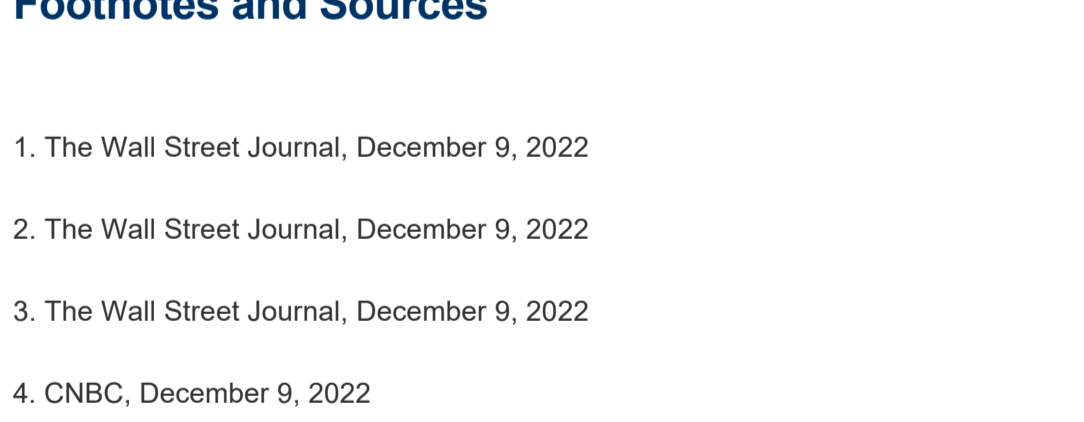 Footnotes and Sources
1. The Wall Street Journal, December 9, 2022
2. The Wall Street Journal, December 9, 2022
3. The Wall Street Journal, December 9, 2022
4. CNBC, December 9, 2022